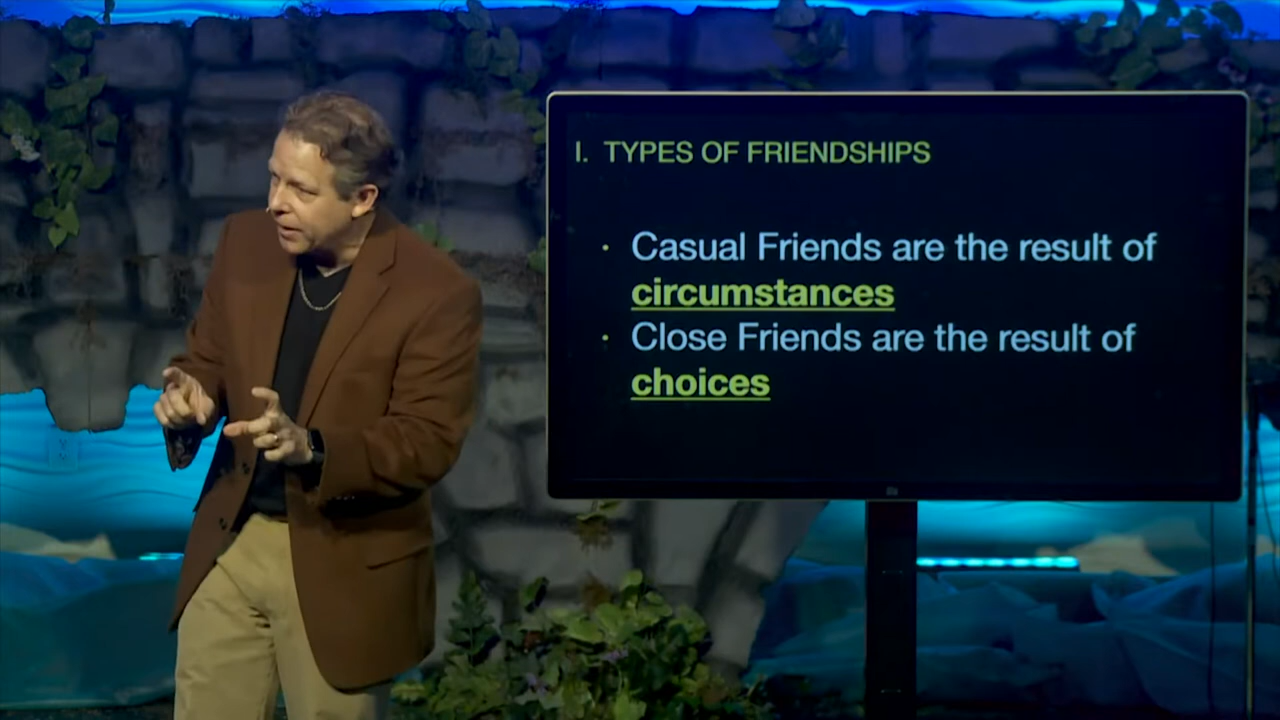 I. TYPES OF FRIENDSHIPS
· Casual Friends are the result of
circumstances
· Close Friends are the result of
choices